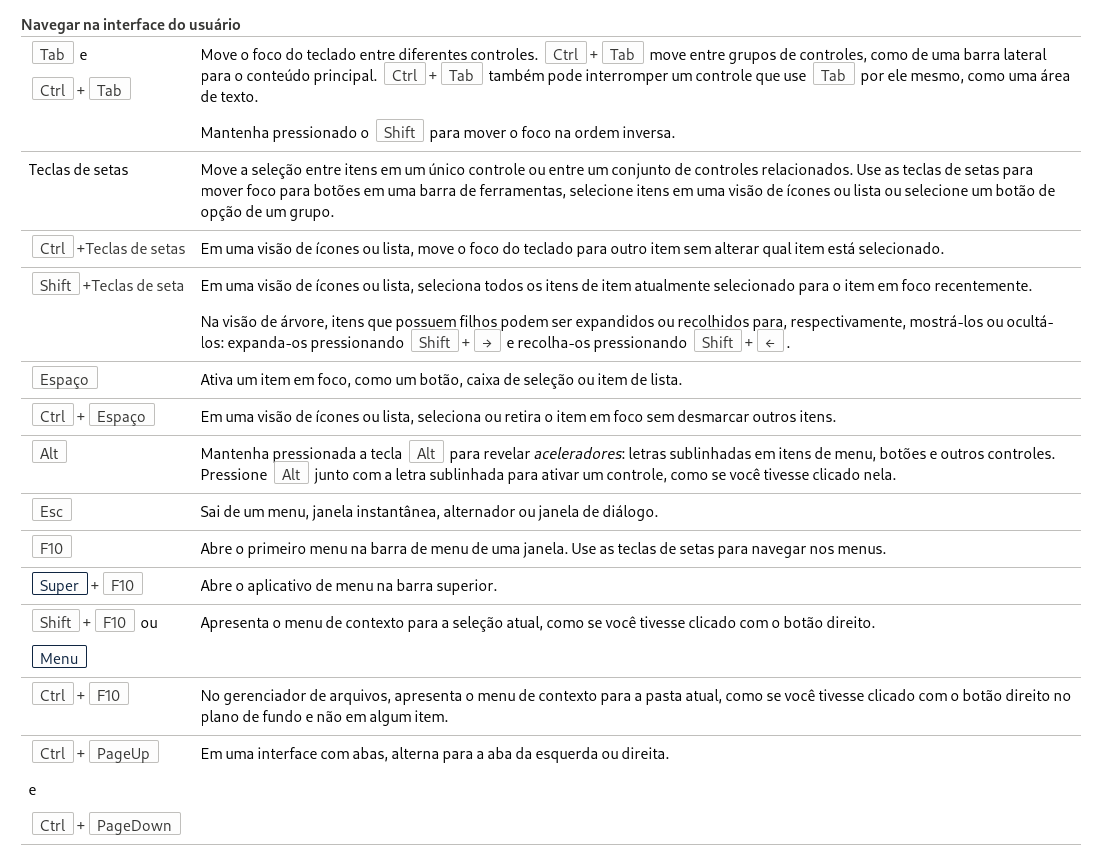 Navegar na interface do usuário
Tab e
Ctrl + Tab
Move o foco do teclado entre diferentes controles. Ctrl + Tab move entre grupos de controles, como de uma barra lateral
para o conteúdo principal. Ctrl + Tab também pode interromper um controle que use Tab por ele mesmo, como uma área
de texto.
Mantenha pressionado o Shift para mover o foco na ordem inversa.
Teclas de setas
Move a seleção entre itens em um único controle ou entre um conjunto de controles relacionados. Use as teclas de setas para
mover foco para botões em uma barra de ferramentas, selecione itens em uma visão de ícones ou lista ou selecione um botão de
opção de um grupo.
Ctrl +Teclas de setas
Em uma visão de ícones ou lista, move o foco do teclado para outro item sem alterar qual item está selecionado.
Shift +Teclas de seta
Em uma visão de ícones ou lista, seleciona todos os itens de item atualmente selecionado para o item em foco recentemente.
Na visão de árvore, itens que possuem filhos podem ser expandidos ou recolhidos para, respectivamente, mostrá-los ou ocultá-
los: expanda-os pressionando Shift + → e recolha-os pressionando Shift + ← .
Espaço
Ativa um item em foco, como um botão, caixa de seleção ou item de lista.
Ctrl + Espaço
Em uma visão de ícones ou lista, seleciona ou retira o item em foco sem desmarcar outros itens.
Alt
Mantenha pressionada a tecla Alt para revelar aceleradores: letras sublinhadas em itens de menu, botões e outros controles.
Pressione Alt junto com a letra sublinhada para ativar um controle, como se você tivesse clicado nela.
Esc
Sai de um menu, janela instantânea, alternador ou janela de diálogo.
F10
Abre o primeiro menu na barra de menu de uma janela. Use as teclas de setas para navegar nos menus.
Super + F10
Abre o aplicativo de menu na barra superior.
Shift + F10 ou
Menu
Apresenta o menu de contexto para a seleção atual, como se você tivesse clicado com o botão direito.
Ctrl + F10
No gerenciador de arquivos, apresenta o menu de contexto para a pasta atual, como se você tivesse clicado com o botão direito no
plano de fundo e não em algum item.
Ctrl + PageUp
e
Ctrl + PageDown
Em uma interface com abas, alterna para a aba da esquerda ou direita.